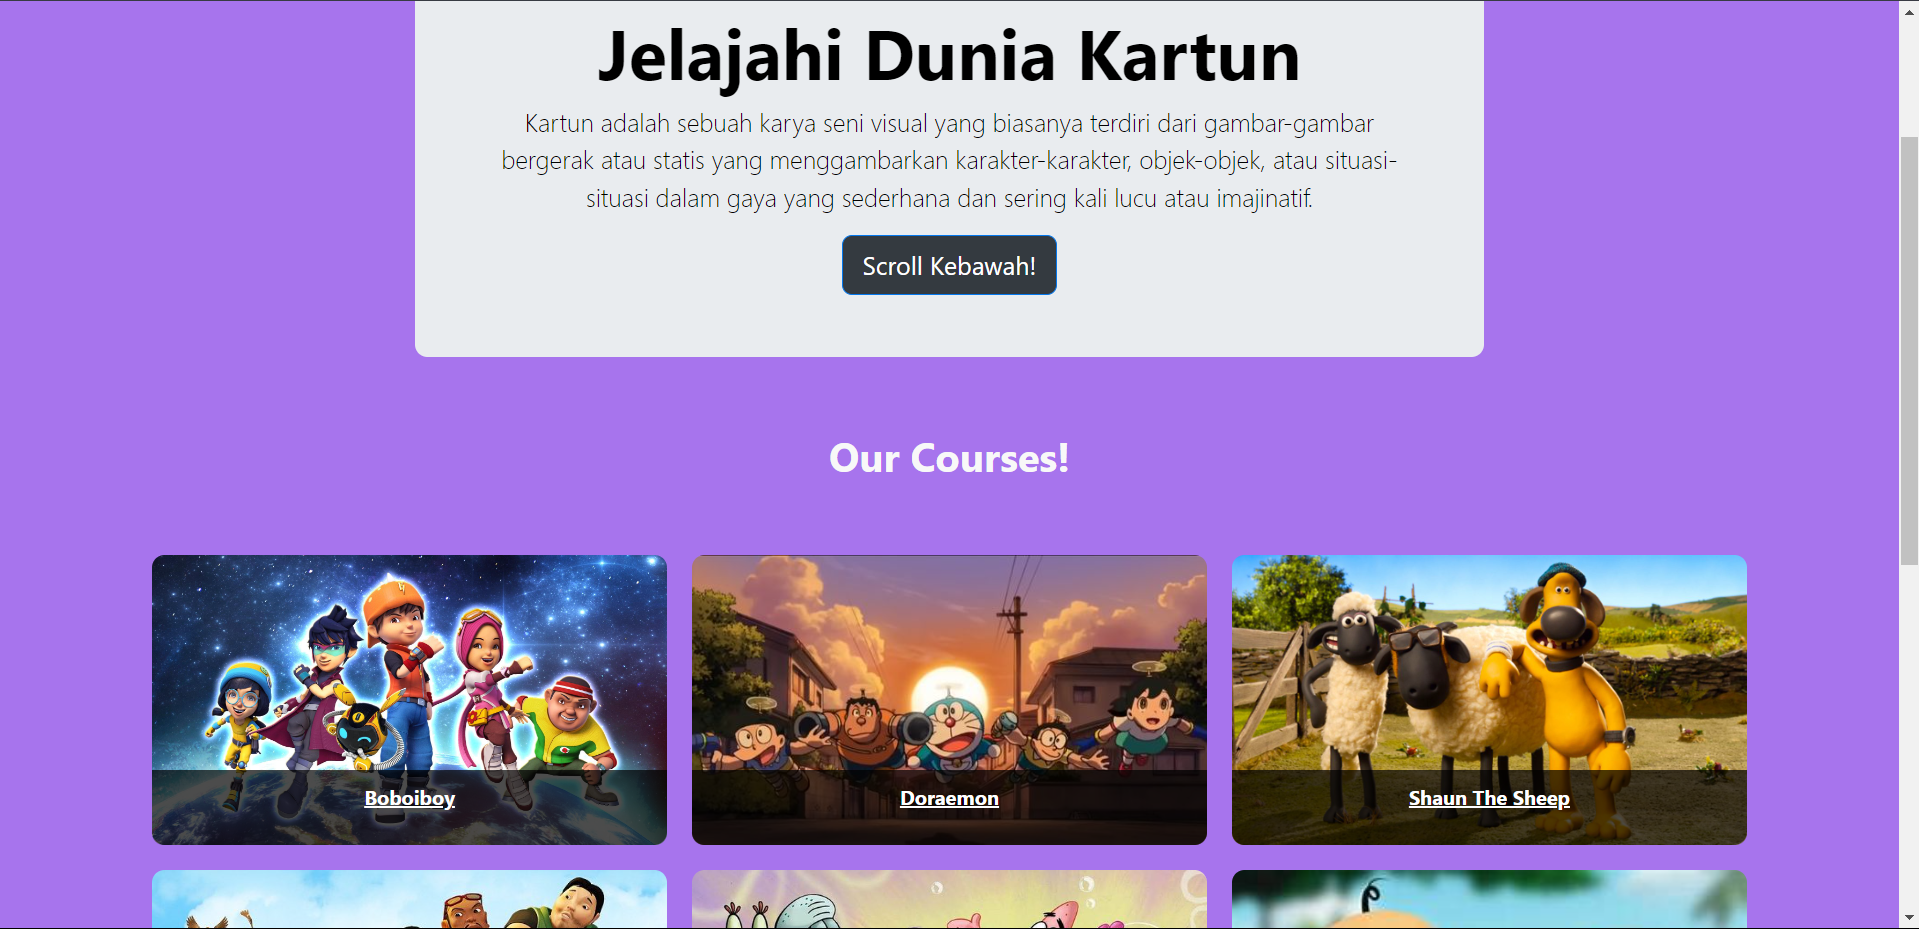 Jelajahi Dunia Kartun
Kartun adalah sebuah karya seni visual yang biasanya terdiri dari gambar-gambar
bergerak atau statis yang menggambarkan karakter-karakter, objek-objek, atau situasi-
situasi dalam gaya yang sederhana dan sering kali lucu atau imajinatif.
Scroll Kebawah!
Our Courses!
Boboiboy
Doraemon
Shaun The Sheep